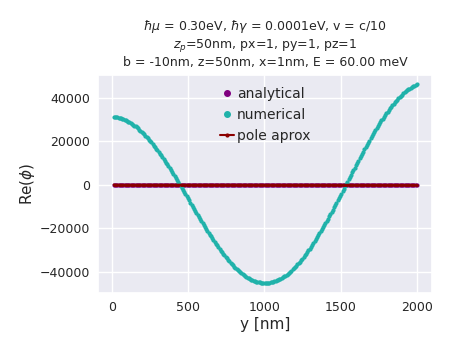 ℏμ = 0.30eV, ℏγ = 0.0001eV, v = c/10
z_p=50nm, px=1, py=1, pz=1
b = -10nm, z=50nm, x=1nm, E = 60.00 meV
analytical
numerical
pole aprox
Re(ϕ)
40000
20000
0
−20000
−40000
0 500 1000 1500 2000
y [nm]